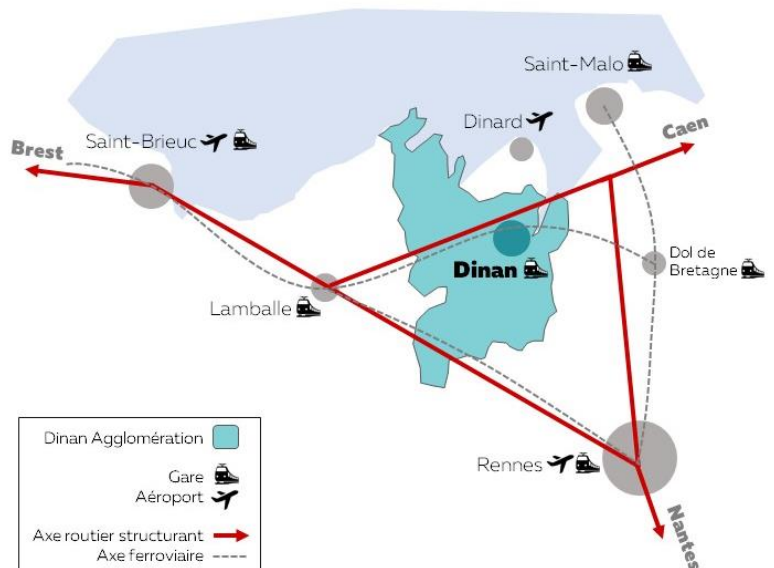 Saint-Malo
Dinard
Caen
Saint-Brieuc
Brest
Dinan
Dol de
Bretagne
Lamballe
Rennes
Nantes
Dinan Agglomération
Gare
Aéroport
Axe routier structurant
Axe ferroviaire